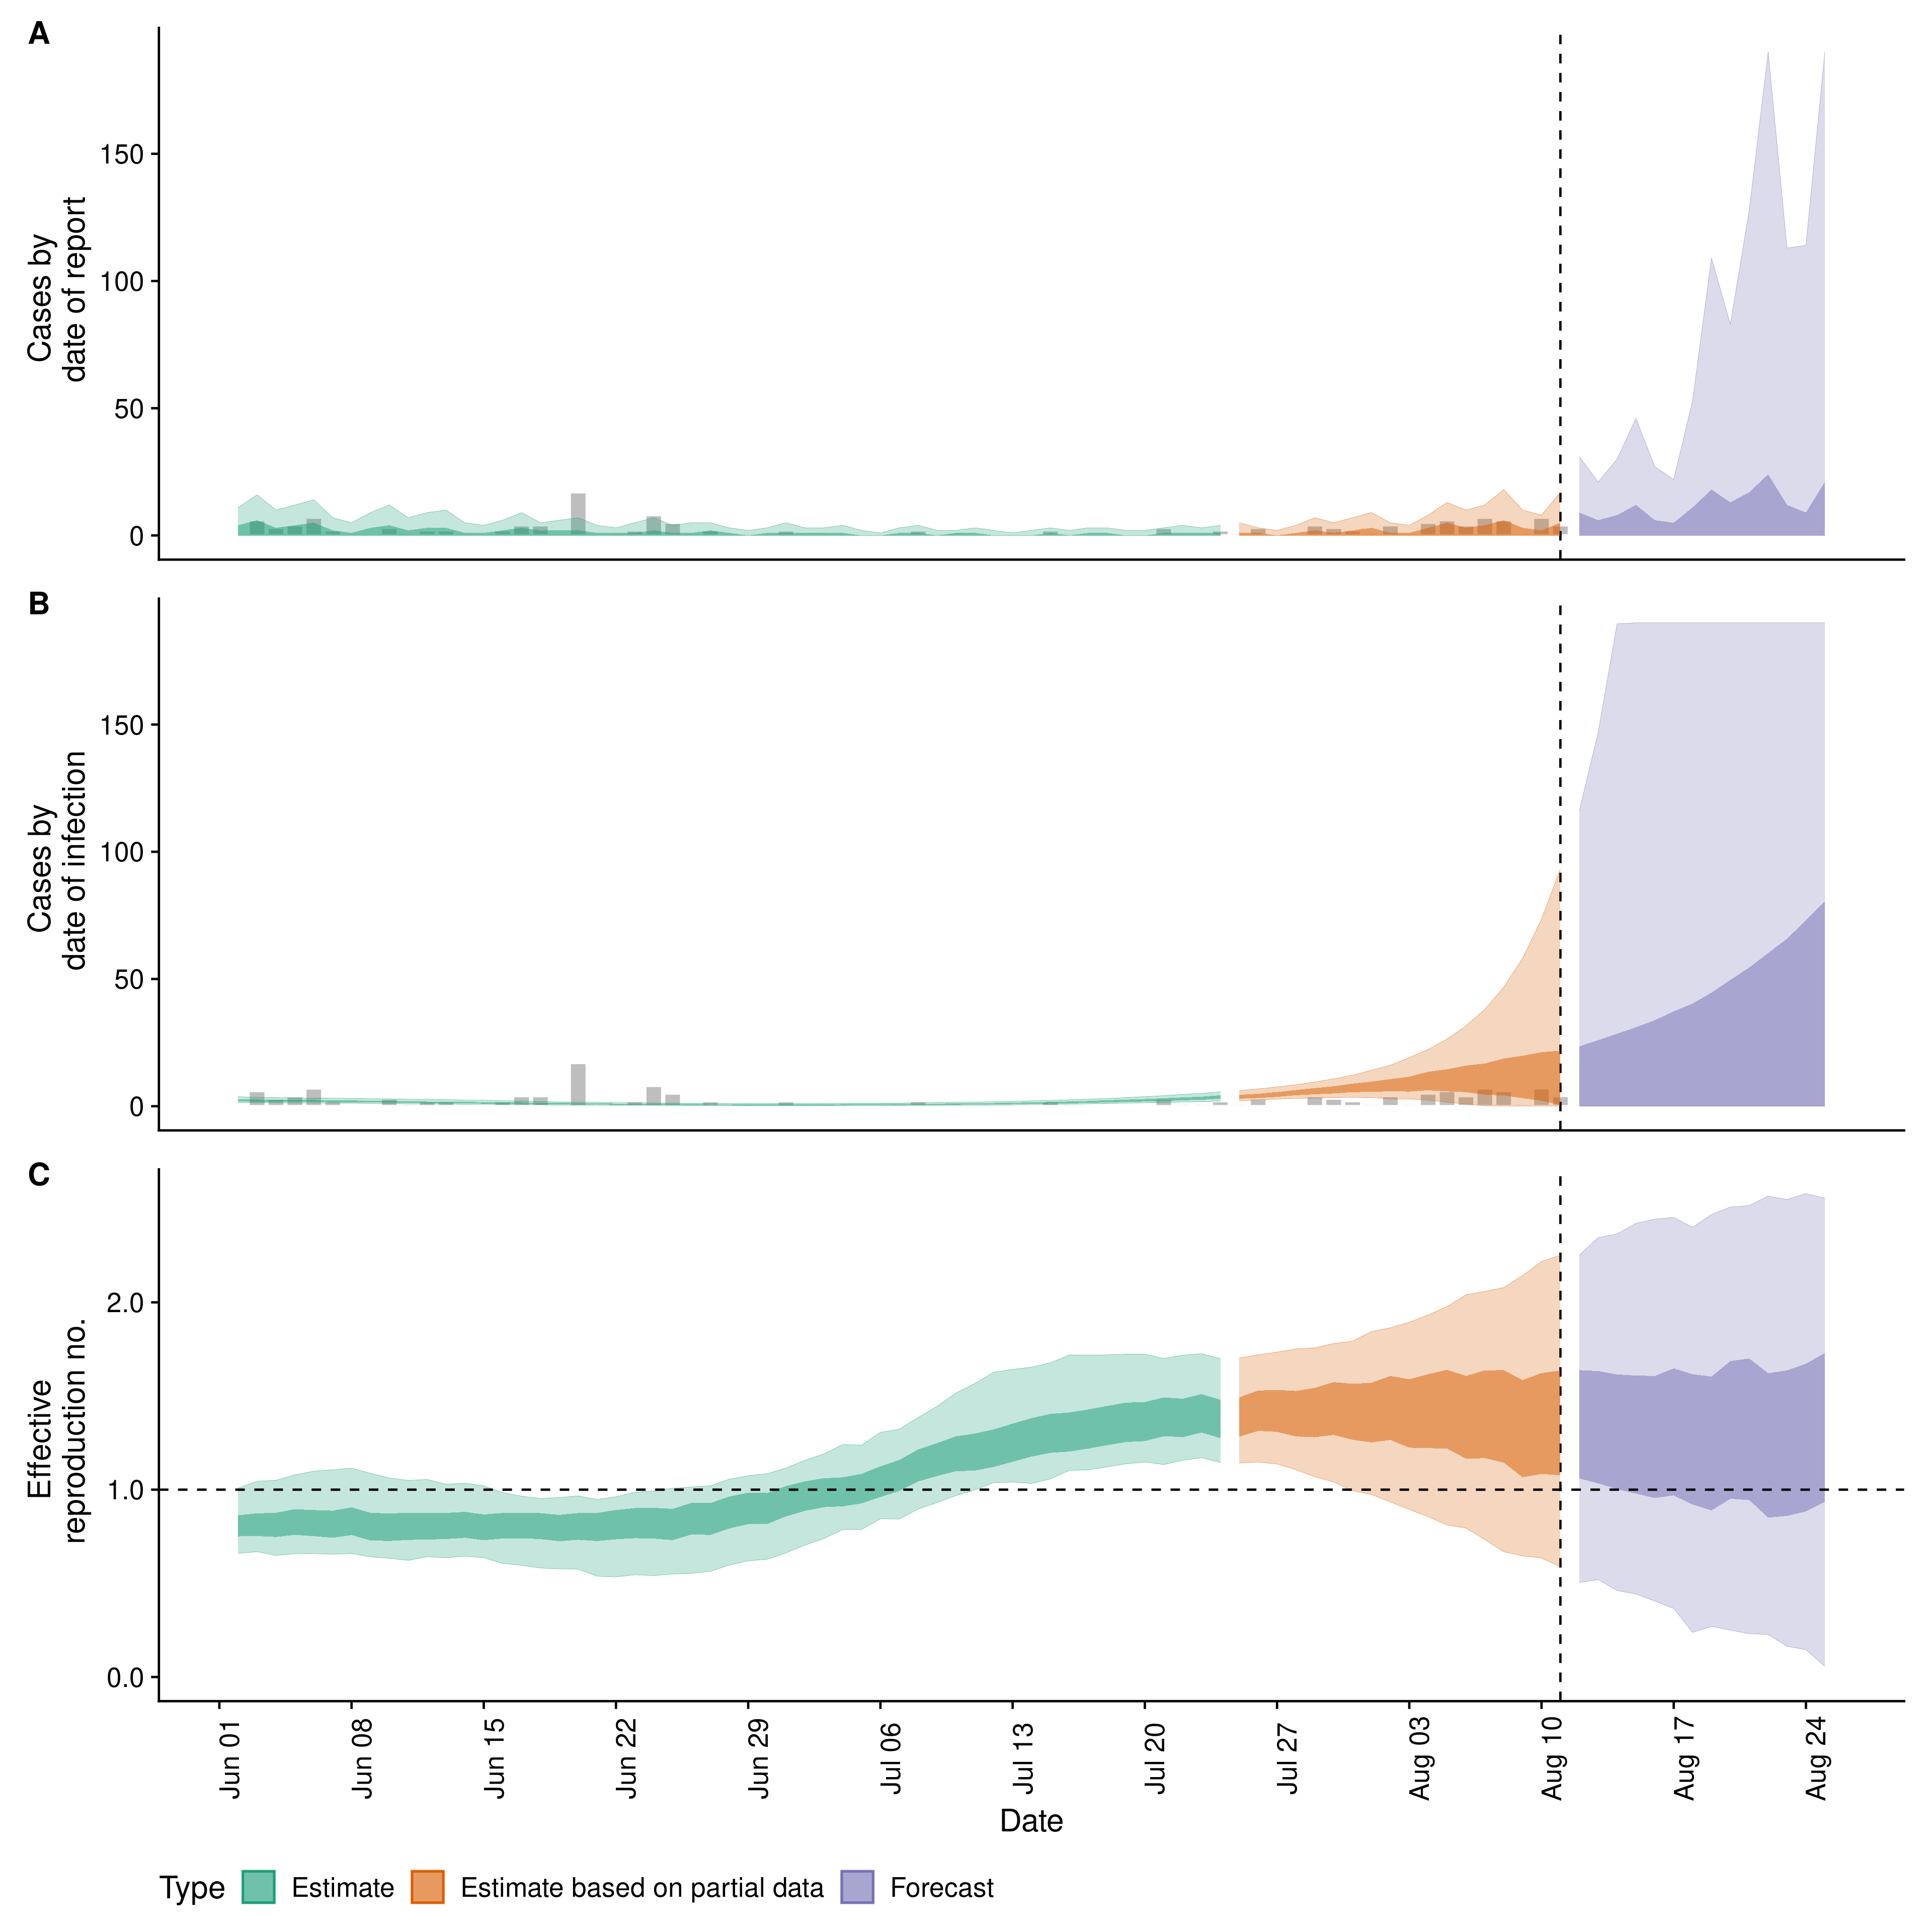 A
Cases by
date of report
150
100
50
0
B
Cases by
date of infection
150
100
50
0
C
Effective
reproduction no.
2.0
1.0
0.0
Jun 01
Jun 08
Jun 15
Jun 22
Jun 29
Jul 06
Jul 13
Jul 20
Jul 27
Aug 03
Aug 10
Aug 17
Aug 24
Date
Type Estimate Estimate based on partial data Forecast